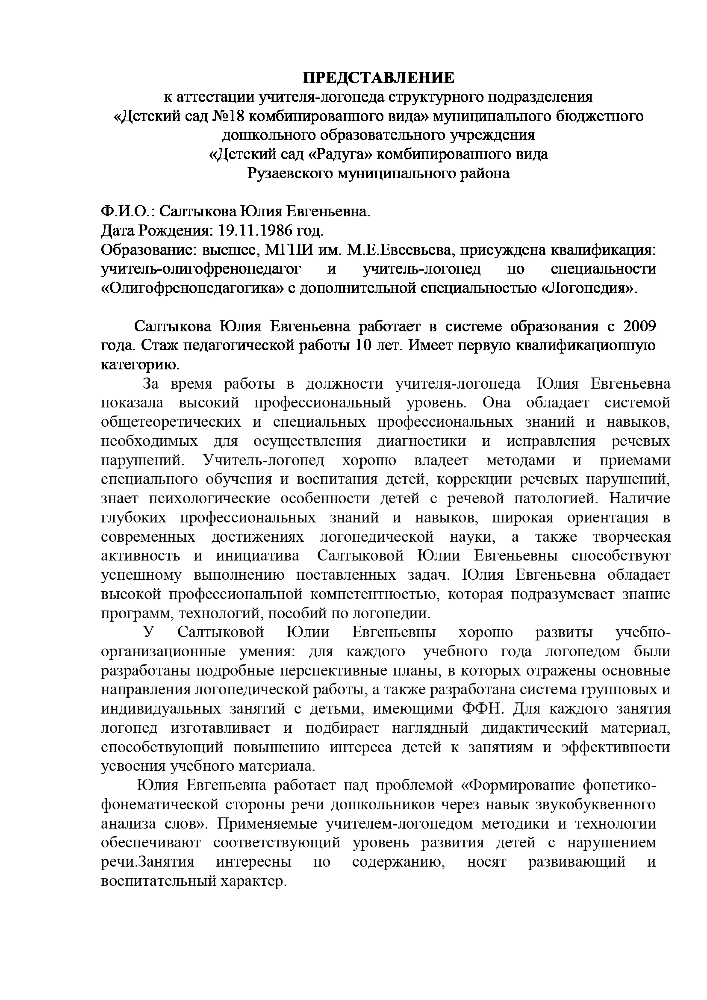 ПРЕДСТАВЛЕНИЕ
к аттестации учителя-логопеда структурного подразделения
«Детский сад №18 комбинированного вида» муниципального бюджетного
дошкольного образовательного учреждения
«Детский сад «Радуга» комбинированного вида
Рузаевского муниципального района
Ф.И.О.: Салтыкова Юлия Евгеньевна.
Дата Рождения: 19.11.1986 год.
Образование: высшее, МГПИ им. М.Е.Евсевьева, присуждена квалификация:
учитель-олигофренопедагог и учитель-логопед по специальности
«Олигофренопедагогика» с дополнительной специальностью «Логопедия».
Салтыкова Юлия Евгеньевна работает в системе образования с 2009
года. Стаж педагогической работы 10 лет. Имеет первую квалификационную
категорию.
За время работы в должности учителя-логопеда Юлия Евгеньевна
показала высокий профессиональный уровень. Она обладает системой
общетеоретических и специальных профессиональных знаний и навыков,
необходимых для осуществления диагностики и исправления речевых
нарушений. Учитель-логопед хорошо владеет методами и приемами
специального обучения и воспитания детей, коррекции речевых нарушений,
знает психологические особенности детей с речевой патологией. Наличие
глубоких профессиональных знаний и навыков, широкая ориентация в
современных достижениях логопедической науки, а также творческая
активность и инициатива Салтыковой Юлии Евгеньевны способствуют
успешному выполнению поставленных задач. Юлия Евгеньевна обладает
высокой профессиональной компетентностью, которая подразумевает знание
программ, технологий, пособий по логопедии.
У Салтыковой Юлии Евгеньевны хорошо развиты учебно-
организационные умения: для каждого учебного года логопедом были
разработаны подробные перспективные планы, в которых отражены основные
направления логопедической работы, а также разработана система групповых и
индивидуальных занятий с детьми, имеющими ФФН. Для каждого занятия
логопед изготавливает и подбирает наглядный дидактический материал,
способствующий повышению интереса детей к занятиям и эффективности
усвоения учебного материала.
Юлия Евгеньевна работает над проблемой «Формирование фонетико-
фонематической стороны речи дошкольников через навык звукобуквенного
анализа слов». Применяемые учителем-логопедом методики и технологии
обеспечивают соответствующий уровень развития детей с нарушением
речи.Занятия интересны по содержанию, носят развивающий и
воспитательный характер.